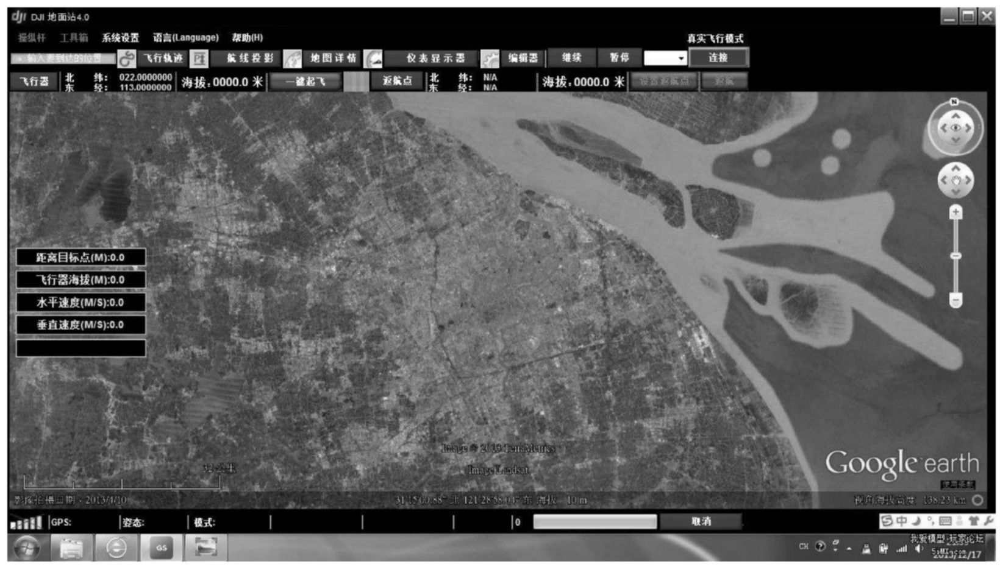 dji DJI 地面站4.0
操纵杆 工具箱 系统设置 语言(Language) 帮助(H)
真实飞行模式
输入要到达的位置 飞行轨迹 航线投影 地图详情 仪表显示器 编辑器 继续 暂停 连接
飞行器 北 纬: 022.0000000 海拔:0000.0 米 一键起飞 返航点 北 纬: N/A 海拔:0000.0 米 设置返航点 返航
东 经: 113.0000000 东 经: N/A
N
距离目标点(M):0.0
飞行器海拔(M):0.0
水平速度(M/S):0.0
垂直速度(M/S):0.0
Image © 2013 TerraMetrics
32 公里
Image Landsat
Google earth
使用条款
影像拍摄日期:2013/4/10 31°15'00.88" 北 121°28'58.04" 东 海拔 10 m 视角海拔高度 138.23 km
GPS: 姿态: 模式: 0 取消
中
GS
CH
我爱模型 玩家论坛
5iMX.com
2013/12/17